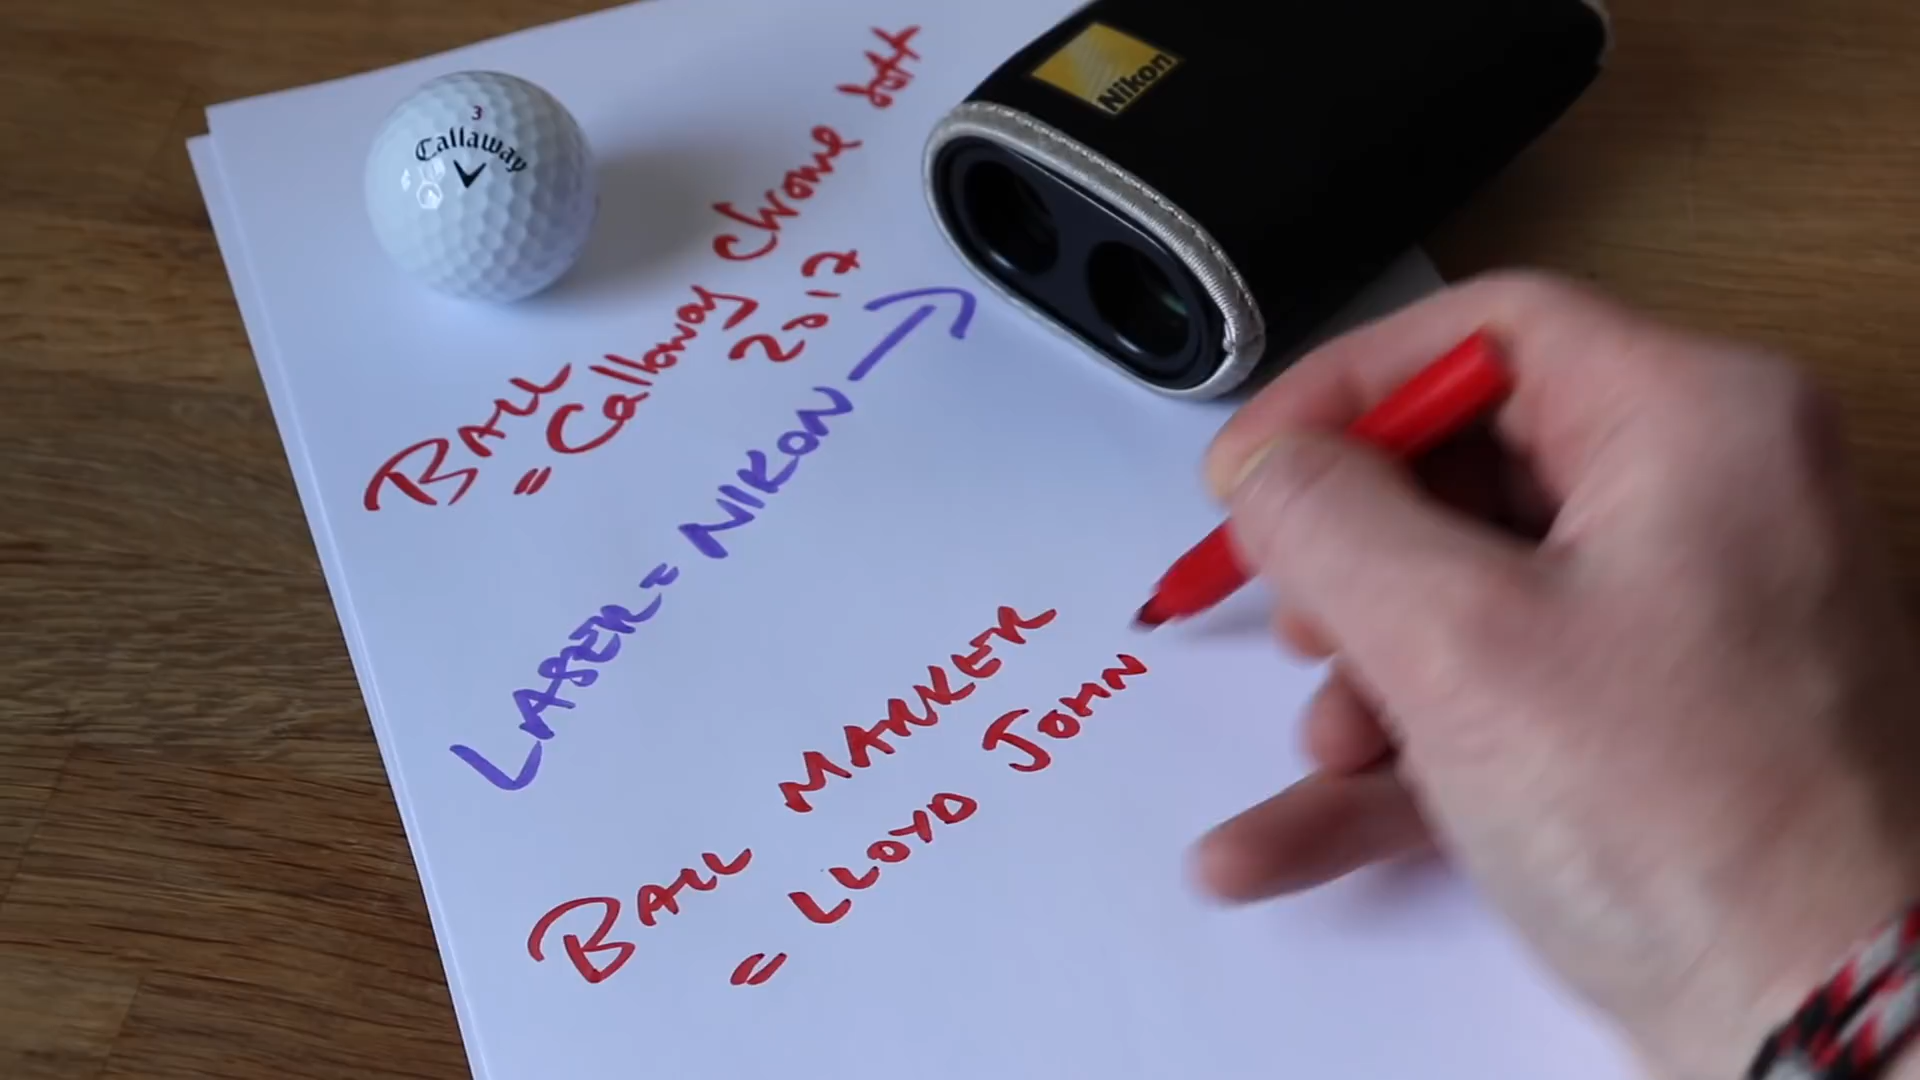 3
Callaway
Nikon
BALL
= Callaway Chrome Soft
2017
LASER = NIKON →
BALL MARKER
= LLOYD JOHN